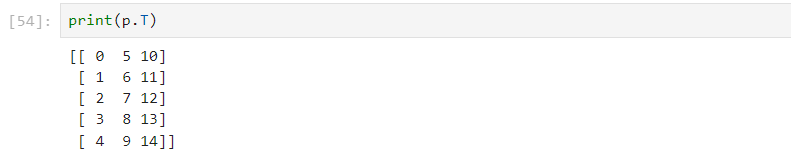 [54]: print(p.T)
[[ 0  5 10]
 [ 1  6 11]
 [ 2  7 12]
 [ 3  8 13]
 [ 4  9 14]]